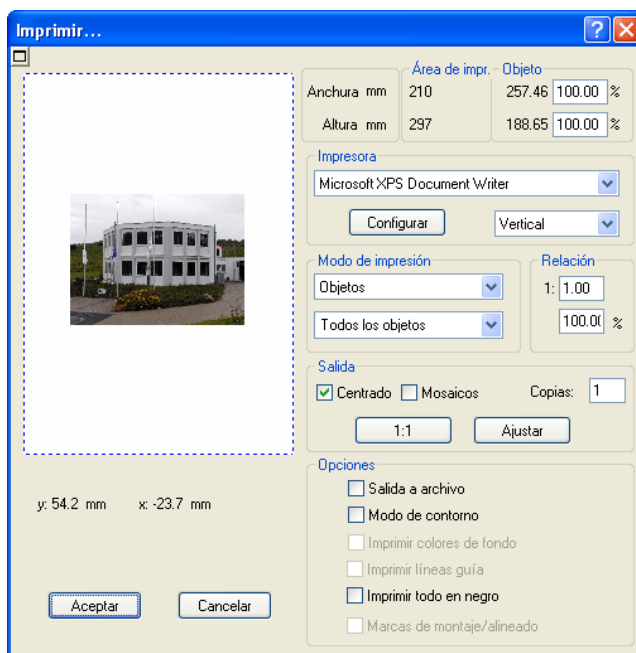 Imprimir...
Área de impr. Objeto
Anchura mm 210 257.46 100.00 %
Altura mm 297 188.65 100.00 %
Impresora
Microsoft XPS Document Writer
Configurar Vertical
Modo de impresión Relación
Objetos 1: 1.00
Todos los objetos 100.0( %
Salida
Centrado Mosaicos Copias: 1
1:1 Ajustar
Opciones
Salida a archivo
y: 54.2 mm x: -23.7 mm
Modo de contorno
Imprimir colores de fondo
Imprimir líneas guía
Imprimir todo en negro
Aceptar Cancelar
Marcas de montaje/alineado